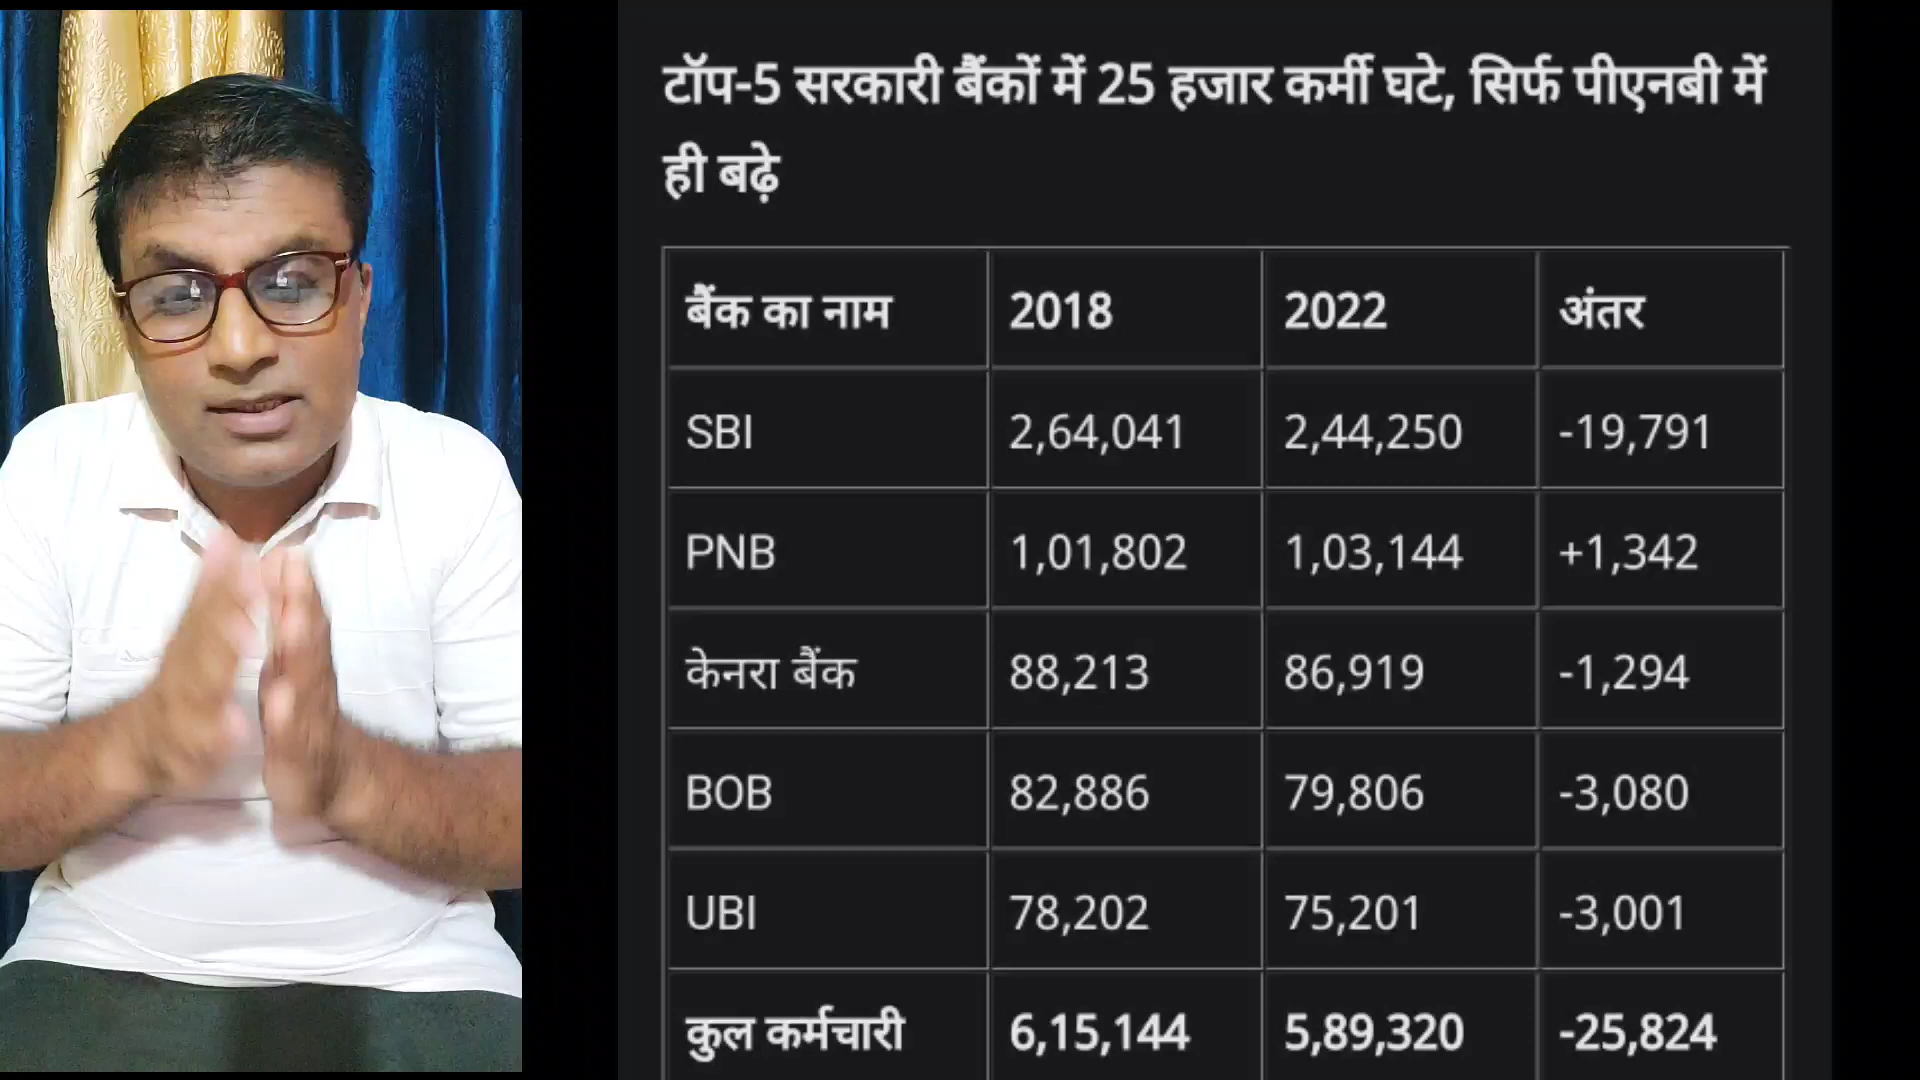 टॉप-5 सरकारी बैंकों में 25 हजार कर्मी घटे, सिर्फ पीएनबी में
ही बढ़े
बैंक का नाम 2018 2022 अंतर
SBI 2,64,041 2,44,250 -19,791
PNB 1,01,802 1,03,144 +1,342
केनरा बैंक 88,213 86,919 -1,294
BOB 82,886 79,806 -3,080
UBI 78,202 75,201 -3,001
कुल कर्मचारी 6,15,144 5,89,320 -25,824